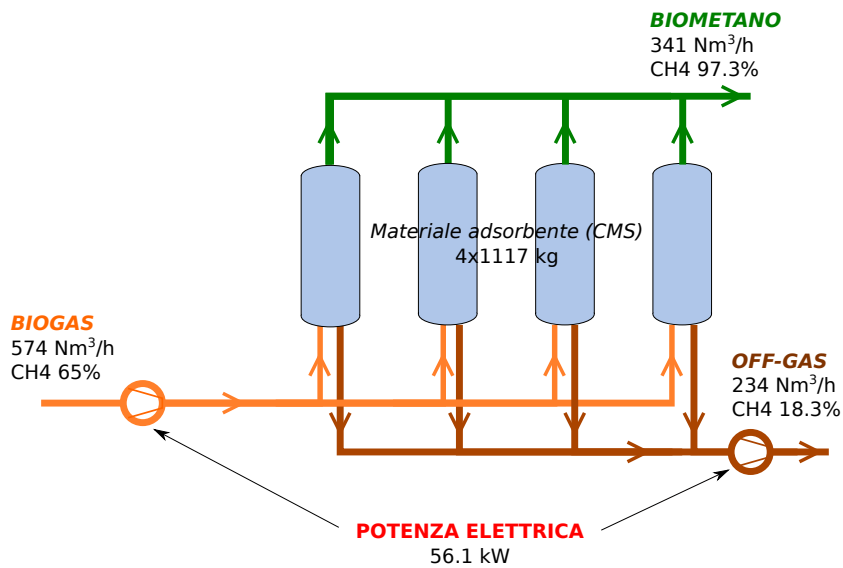 BIOMETANO
341 Nm³/h
CH4 97.3%
Materiale adsorbente (CMS)
4x1117 kg
BIOGAS
574 Nm³/h
CH4 65%
OFF-GAS
234 Nm³/h
CH4 18.3%
POTENZA ELETTRICA
56.1 kW